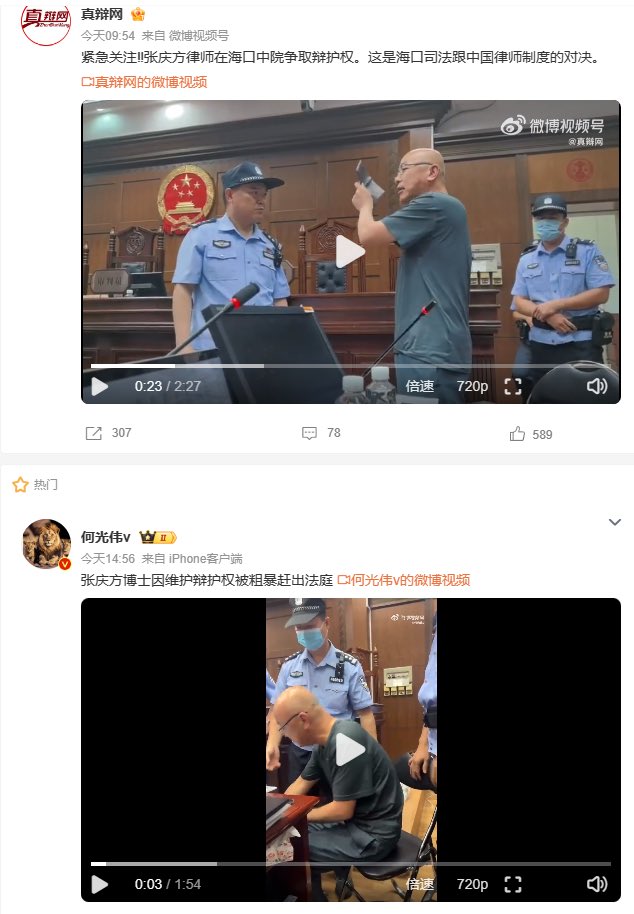 真辩网
真辩网
今天09:54 来自 微博视频号
紧急关注!!张庆方律师在海口中院争取辩护权。这是海口司法跟中国律师制度的对决。
真辩网的微博视频
微博视频号
@真辩网
0:23 / 2:27
倍速
720p
307
78
589
热门
何光伟v
II
今天14:56 来自 iPhone客户端
张庆方博士因维护辩护权被粗暴赶出法庭 何光伟v的微博视频
0:03 / 1:54
倍速
720p